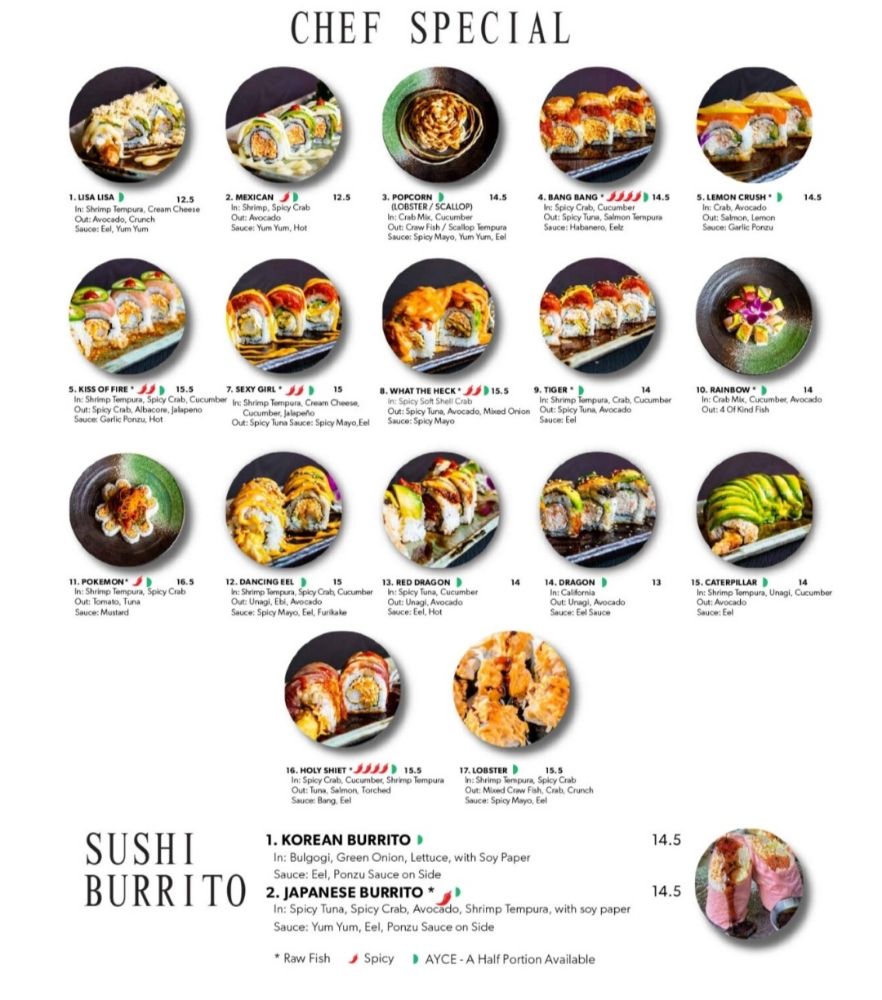 CHEF SPECIAL
1. LISA LISA 12.5
In: Shrimp Tempura, Cream Cheese
Out: Avocado, Crunch
Sauce: Eel, Yum Yum
2. MEXICAN 12.5
In: Shrimp, Spicy Crab
Out: Avocado
Sauce: Yum Yum, Hot
3. POPCORN 14.5
(LOBSTER / SCALLOP)
In: Crab Mix, Cucumber
Out: Craw Fish / Scallop Tempura
Sauce: Spicy Mayo, Yum Yum, Eel
4. BANG BANG * 14.5
In: Spicy Crab, Cucumber
Out: Spicy Tuna, Salmon Tempura
Sauce: Habanero, Eelz
5. LEMON CRUSH * 14.5
In: Crab, Avocado
Out: Salmon, Lemon
Sauce: Garlic Ponzu
5. KISS OF FIRE * 15.5
In: Shrimp Tempura, Spicy Crab, Cucumber
Out: Spicy Crab, Albacore, Jalapeno
Sauce: Garlic Ponzu, Hot
7. SEXY GIRL * 15
In: Shrimp Tempura, Cream Cheese,
Cucumber, Jalapeño
Out: Spicy Tuna Sauce: Spicy Mayo,Eel
8. WHAT THE HECK * 15.5
In: Spicy Soft Shell Crab
Out: Spicy Tuna, Avocado, Mixed Onion
Sauce: Spicy Mayo
9. TIGER * 14
In: Shrimp Tempura, Crab, Cucumber
Out: Spicy Tuna, Avocado
Sauce: Eel
10. RAINBOW * 14
In: Crab Mix, Cucumber, Avocado
Out: 4 Of Kind Fish
11. POKEMON* 16.5
In: Shrimp Tempura, Spicy Crab
Out: Tomato, Tuna
Sauce: Mustard
12. DANCING EEL 15
In: Shrimp Tempura, Spicy Crab, Cucumber
Out: Unagi, Ebi, Avocado
Sauce: Spicy Mayo, Eel, Furikake
13. RED DRAGON 14
In: Spicy Tuna, Cucumber
Out: Unagi, Avocado
Sauce: Eel, Hot
14. DRAGON 13
In: California
Out: Unagi, Avocado
Sauce: Eel Sauce
15. CATERPILLAR 14
In: Shrimp Tempura, Unagi, Cucumber
Out: Avocado
Sauce: Eel
16. HOLY SHIET * 15.5
In: Spicy Crab, Cucumber, Shrimp Tempura
Out: Tuna, Salmon, Torched
Sauce: Bang, Eel
17. LOBSTER 15.5
In: Shrimp Tempura, Spicy Crab
Out: Mixed Craw Fish, Crab, Crunch
Sauce: Spicy Mayo, Eel
SUSHI
BURRITO
1. KOREAN BURRITO 14.5
In: Bulgogi, Green Onion, Lettuce, with Soy Paper
Sauce: Eel, Ponzu Sauce on Side
2. JAPANESE BURRITO * 14.5
In: Spicy Tuna, Spicy Crab, Avocado, Shrimp Tempura, with soy paper
Sauce: Yum Yum, Eel, Ponzu Sauce on Side
* Raw Fish Spicy AYCE - A Half Portion Available